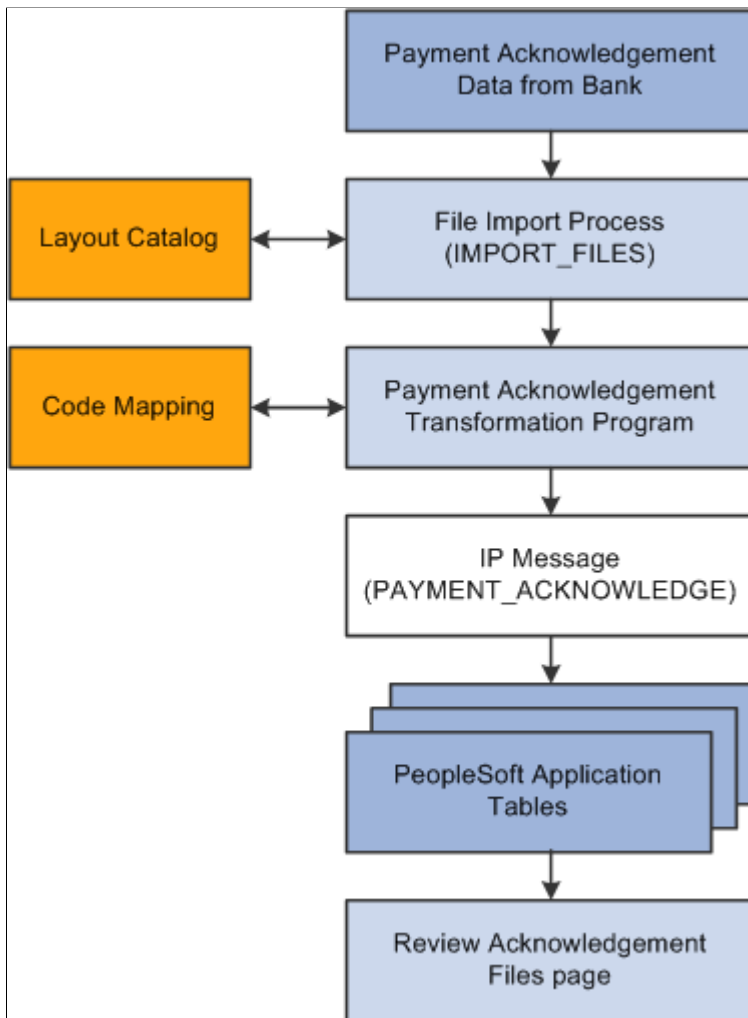 Payment Acknowledgement
Data from Bank
Layout Catalog
File Import Process
(IMPORT_FILES)
Code Mapping
Payment Acknowledgement
Transformation Program
IP Message
(PAYMENT_ACKNOWLEDGE)
PeopleSoft Application
Tables
Review Acknowledgement
Files page